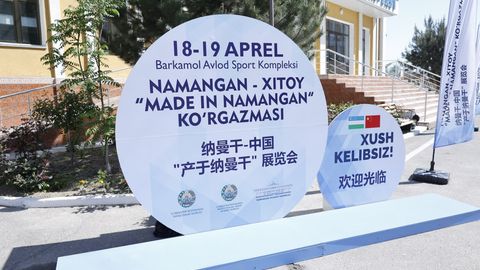 18-19 APREL
Barkamol Avlod Sport Kompleksi
NAMANGAN - XITOY
"MADE IN NAMANGAN"
KO'RGAZMASI
纳曼干-中国
"产于纳曼干" 展览会
XUSH
KELIBSIZ!
欢迎光临